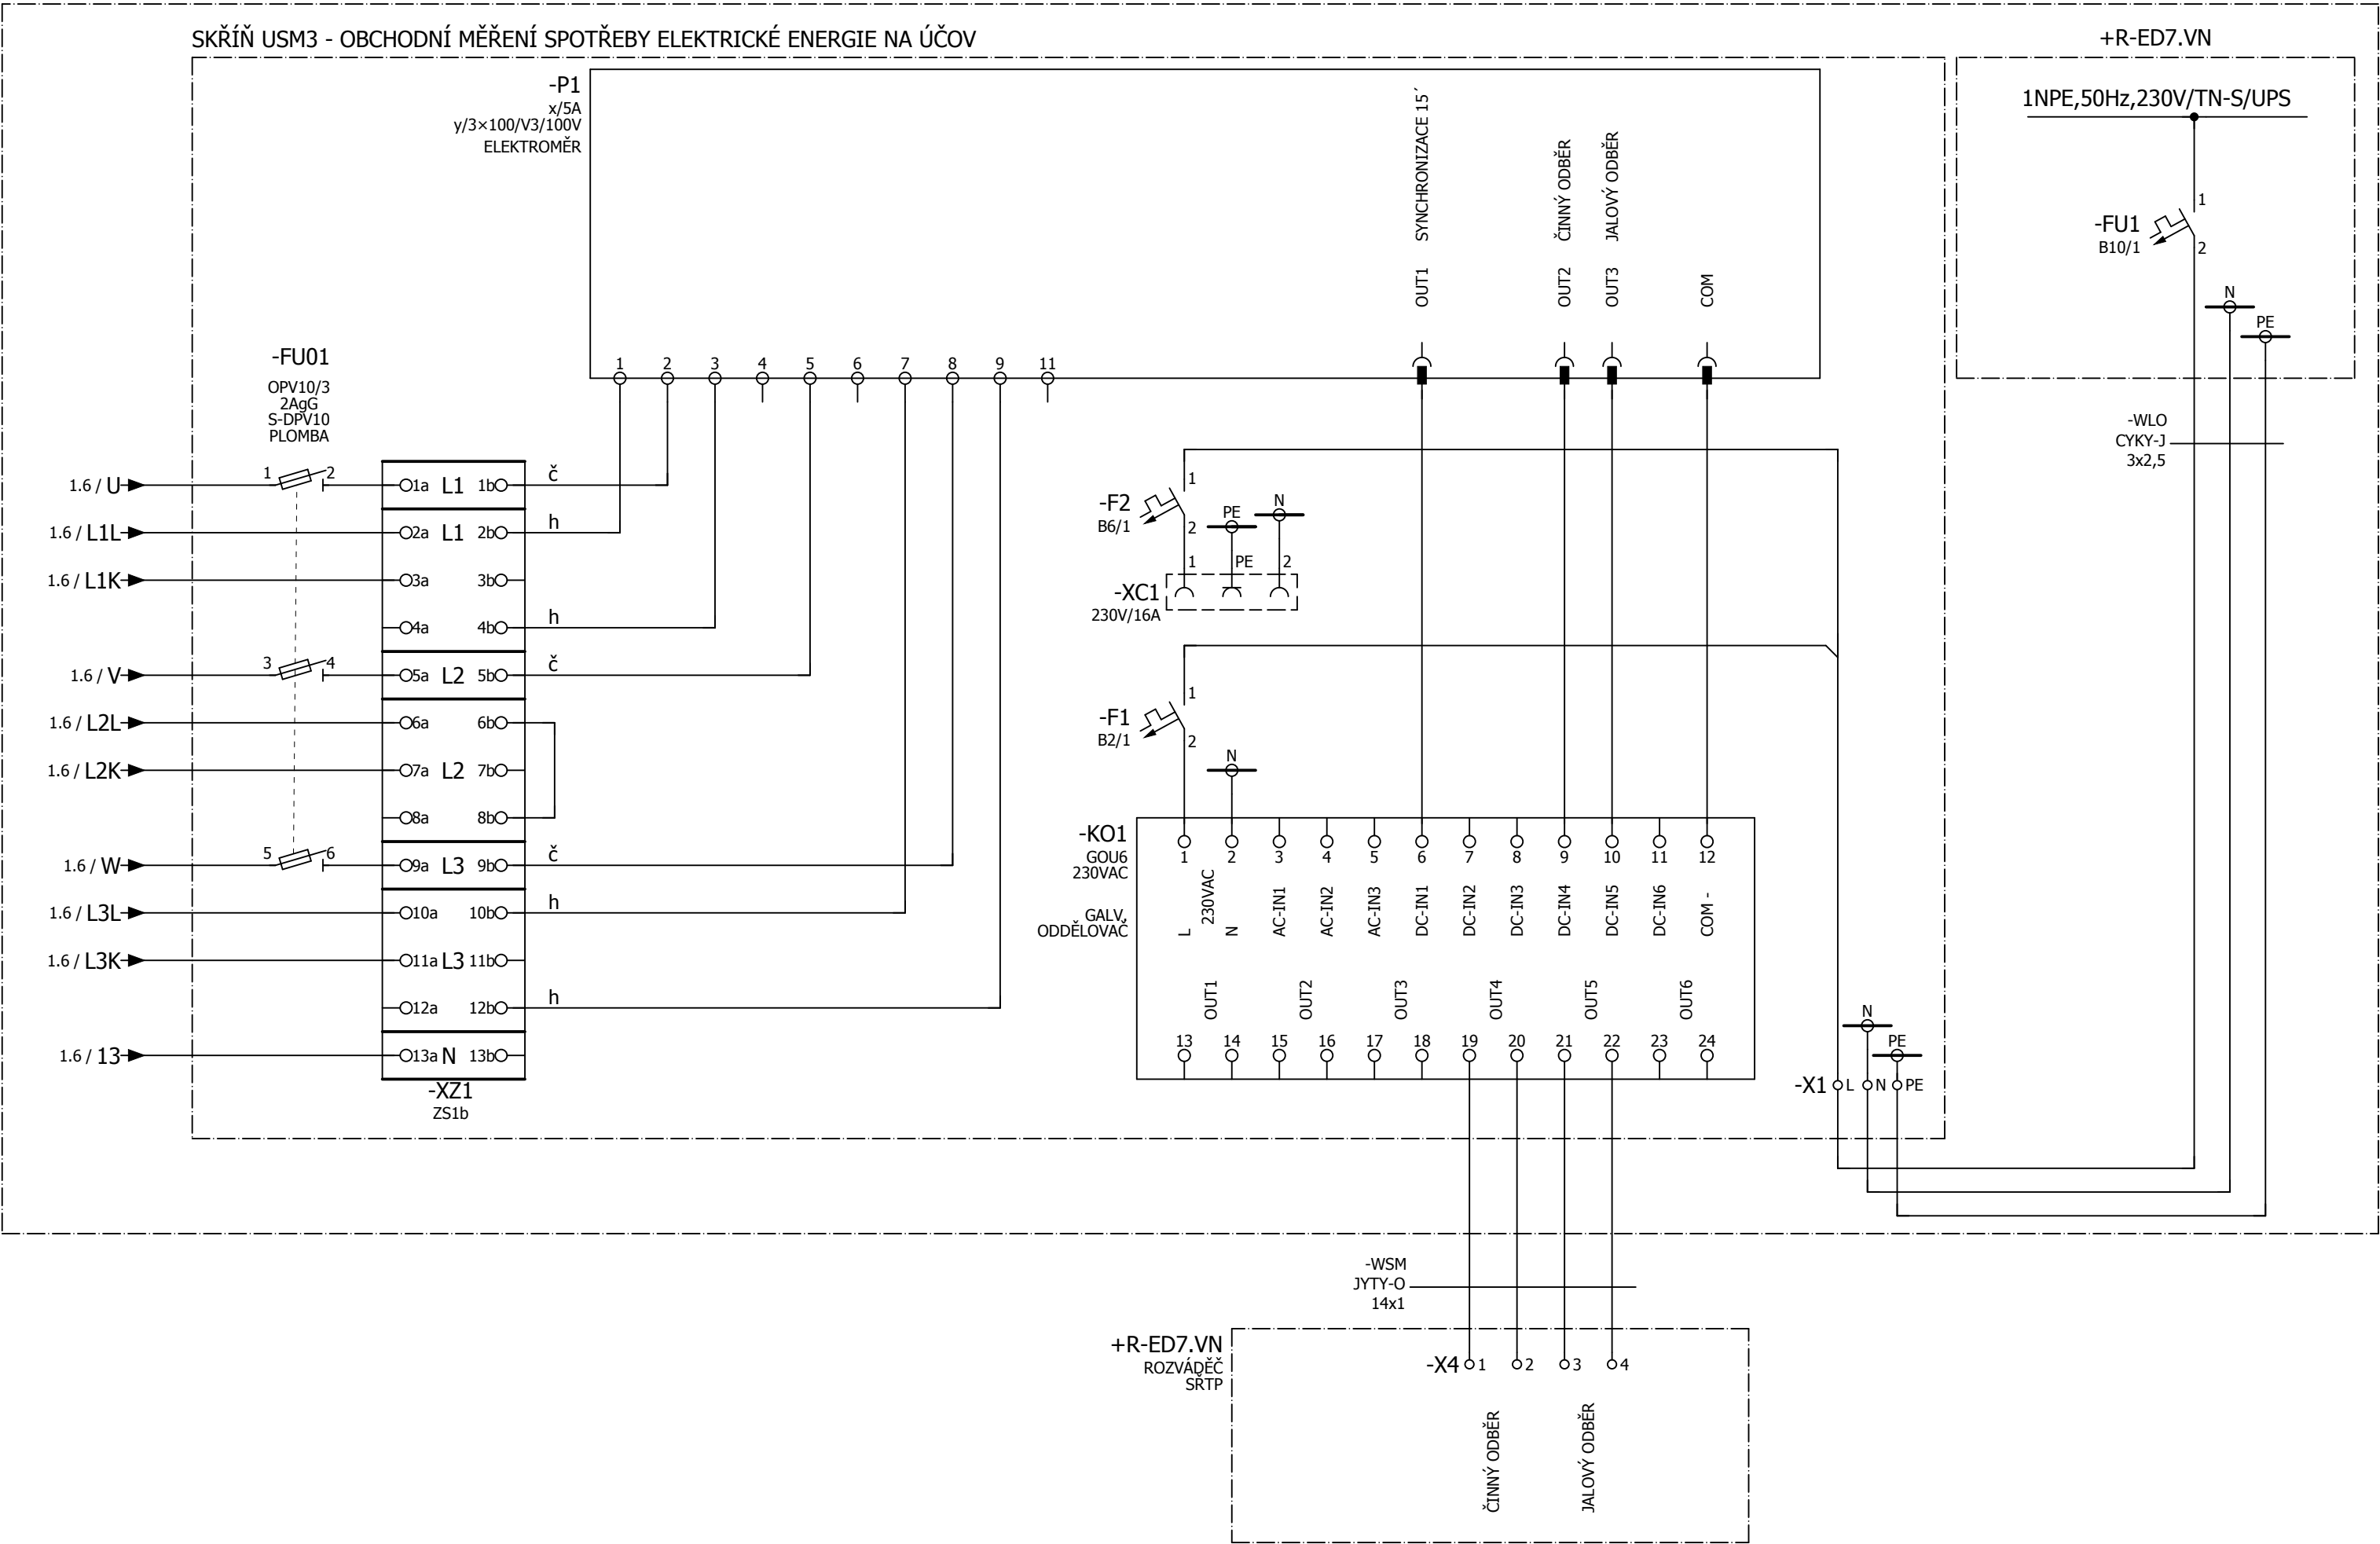 SKŘÍŇ USM3 - OBCHODNÍ MĚŘENÍ SPOTŘEBY ELEKTRICKÉ ENERGIE NA ÚČOV
+R-ED7.VN
-P1
x/5A
y/3×100/V3/100V
ELEKTROMĚR
SYNCHRONIZACE 15´
ČINNÝ ODBĚR
JALOVÝ ODBĚR
OUT1
OUT2
OUT3
COM
1NPE,50Hz,230V/TN-S/UPS
-FU1
B10/1
1
2
N
PE
-WLO
CYKY-J
3x2,5
1
2
3
4
5
6
7
8
9
11
-FU01
OPV10/3
2AgG
S-DPV10
PLOMBA
1.6 / U
1
2
1a L1 1b
č
1.6 / L1L
2a L1 2b
h
1.6 / L1K
3a 3b
4a 4b
h
1.6 / V
3
4
5a L2 5b
č
1.6 / L2L
6a 6b
1.6 / L2K
7a L2 7b
8a 8b
1.6 / W
5
6
9a L3 9b
č
1.6 / L3L
10a 10b
h
1.6 / L3K
11a L3 11b
12a 12b
h
1.6 / 13
13a N 13b
-XZ1
ZS1b
-F2
B6/1
1
2
PE
N
1
PE
2
-XC1
230V/16A
-F1
B2/1
1
2
N
-KO1
GOU6
230VAC
GALV.
ODDĚLOVAČ
1
2
3
4
5
6
7
8
9
10
11
12
L
230VAC
N
AC-IN1
AC-IN2
AC-IN3
DC-IN1
DC-IN2
DC-IN3
DC-IN4
DC-IN5
DC-IN6
COM -
OUT1
OUT2
OUT3
OUT4
OUT5
OUT6
13
14
15
16
17
18
19
20
21
22
23
24
N
PE
-X1 L N PE
-WSM
JYTY-O
14x1
+R-ED7.VN
ROZVÁDĚČ
SŘTP
-X4 1 2 3 4
ČINNÝ ODBĚR
JALOVÝ ODBĚR